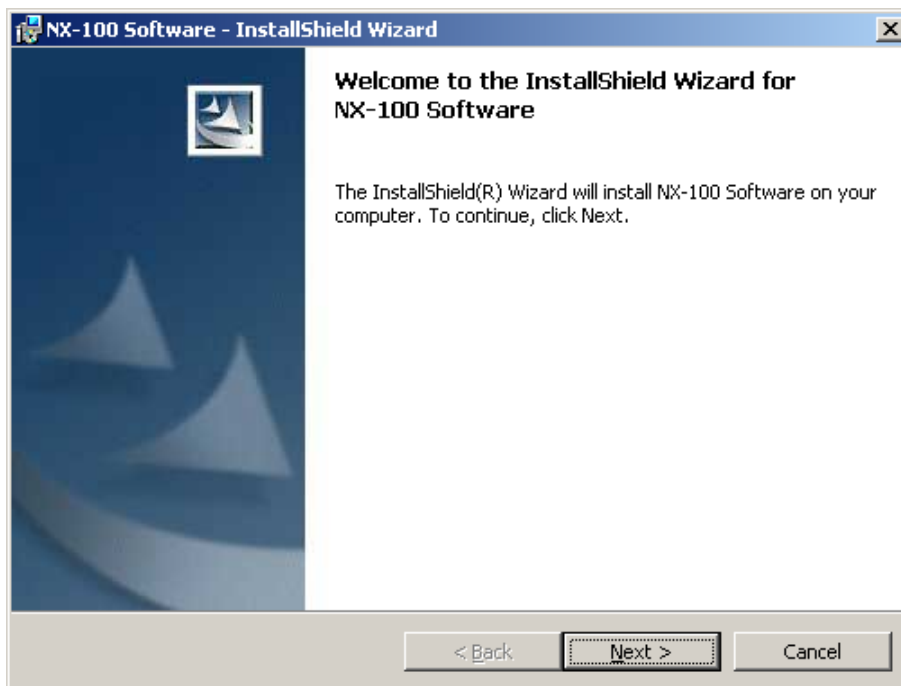 NX-100 Software - InstallShield Wizard
Welcome to the InstallShield Wizard for
NX-100 Software
The InstallShield(R) Wizard will install NX-100 Software on your
computer. To continue, click Next.
< Back
Next >
Cancel